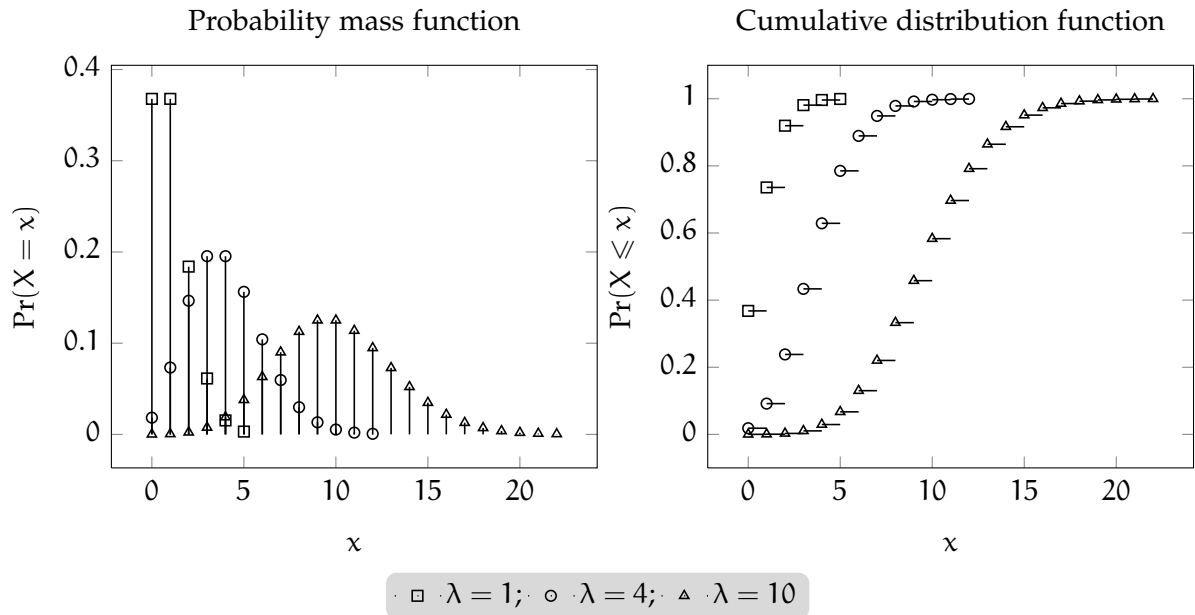 Probability mass function
Cumulative distribution function
0.4
0.3
0.2
0.1
0
Pr(X = x)
0 5 10 15 20
x
1
0.8
0.6
0.4
0.2
0
Pr(X ⩽ x)
0 5 10 15 20
x
λ = 1; λ = 4; λ = 10